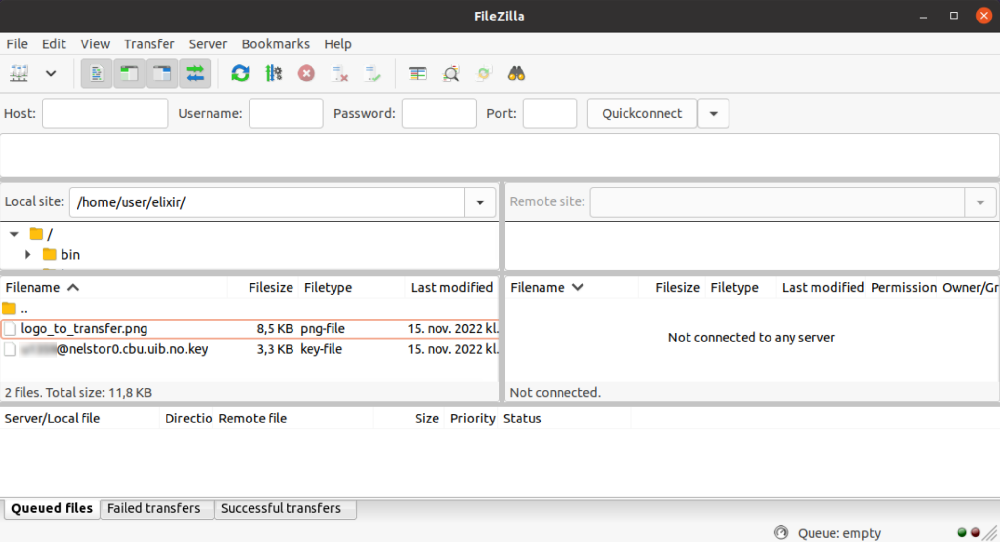 FileZilla
File Edit View Transfer Server Bookmarks Help
Host: Username: Password: Port: Quickconnect
Local site: /home/user/elixir/ Remote site:
/
bin
Filename Filesize Filetype Last modified Filename Filesize Filetype Last modified Permission Owner/Gr
..
logo_to_transfer.png 8,5 KB png-file 15. nov. 2022 kl.
Not connected to any server
@nelstor0.cbu.uib.no.key 3,3 KB key-file 15. nov. 2022 kl.
2 files. Total size: 11,8 KB Not connected.
Server/Local file Directio Remote file Size Priority Status
Queued files Failed transfers Successful transfers
Queue: empty